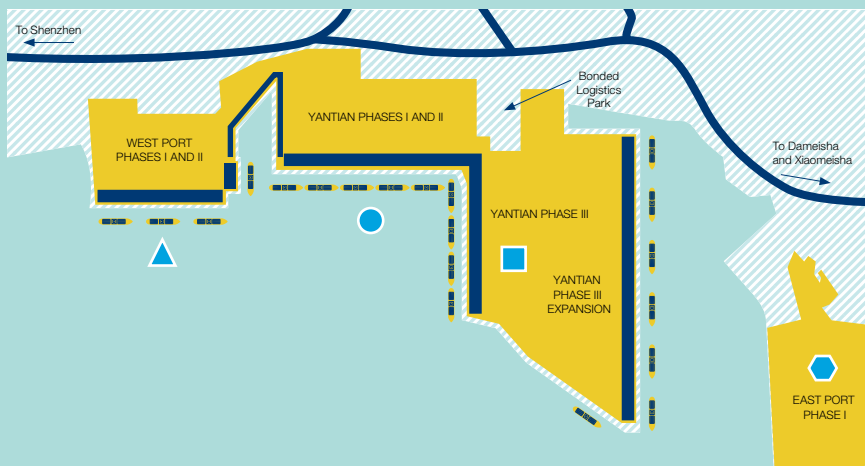 To Shenzhen
Bonded
Logistics
Park
YANTIAN PHASES I AND II
WEST PORT
PHASES I AND II
To Dameisha
and Xiaomeisha
YANTIAN PHASE III
YANTIAN
PHASE III
EXPANSION
EAST PORT
PHASE I